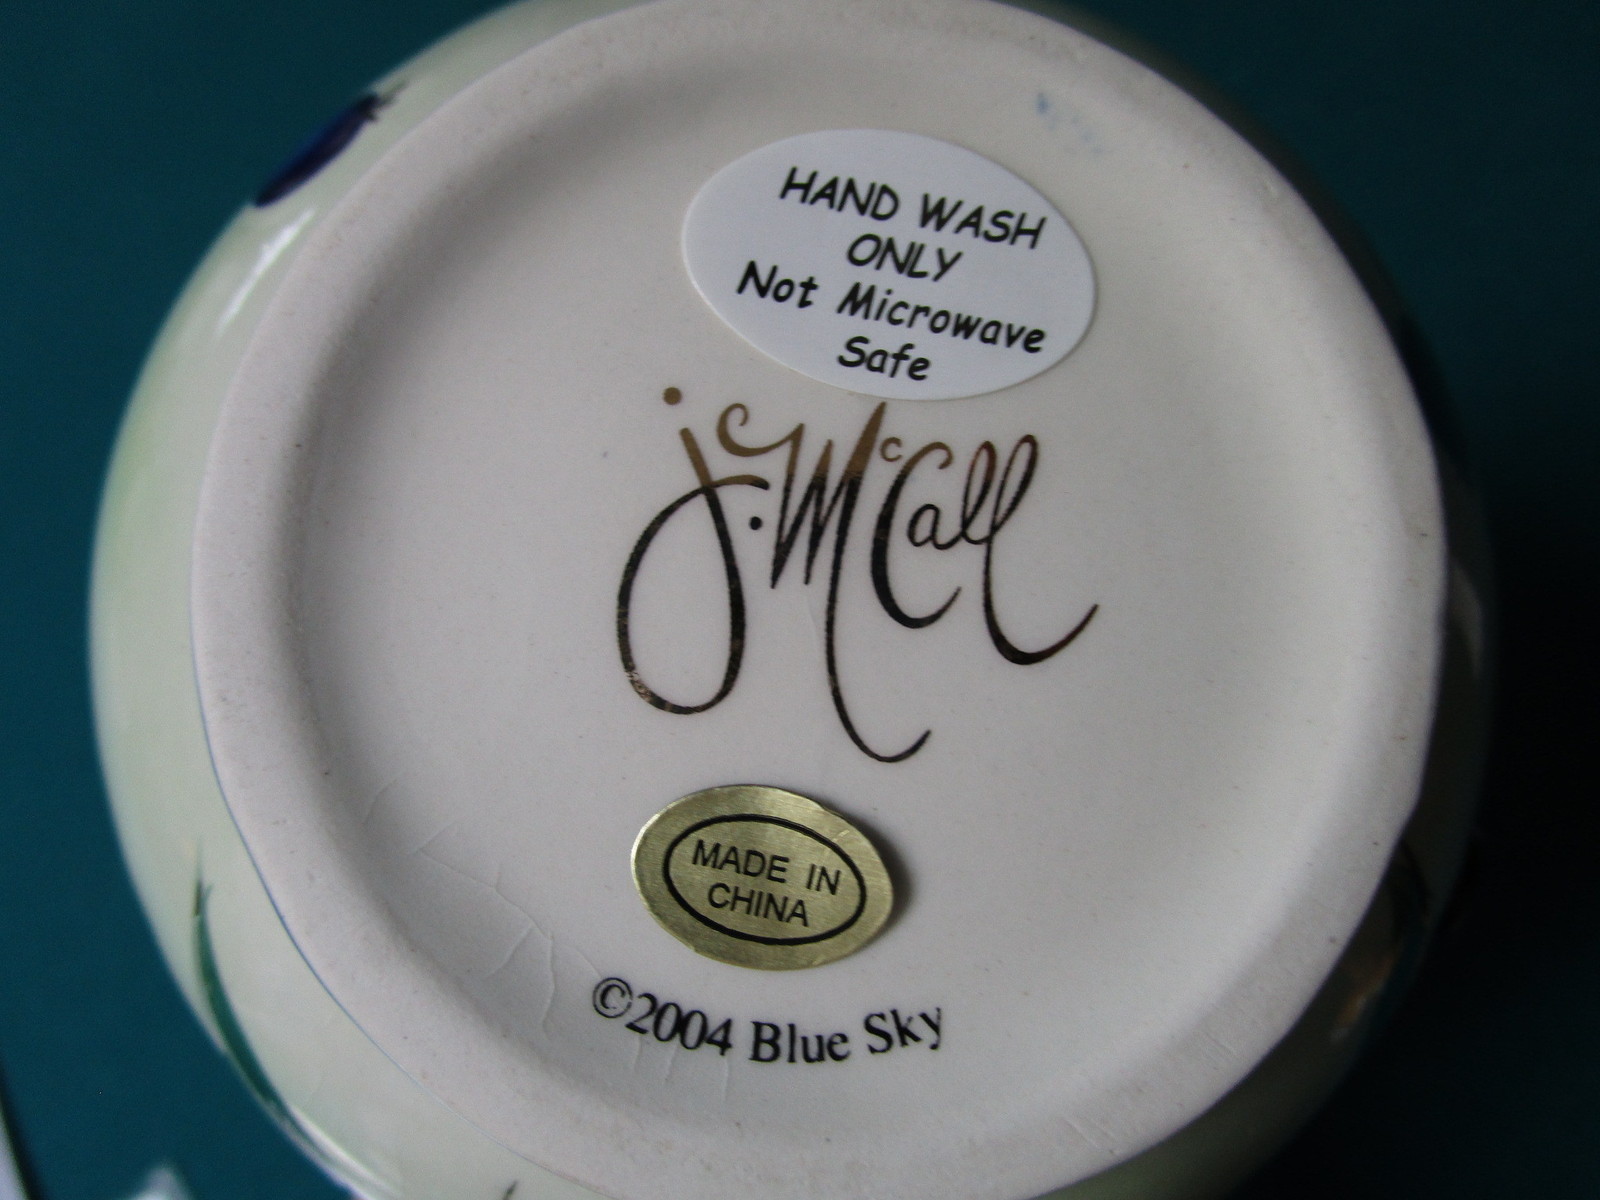 HAND WASH
ONLY
Not Microwave
Safe
J. McCall
MADE IN
CHINA
©2004 Blue Sky